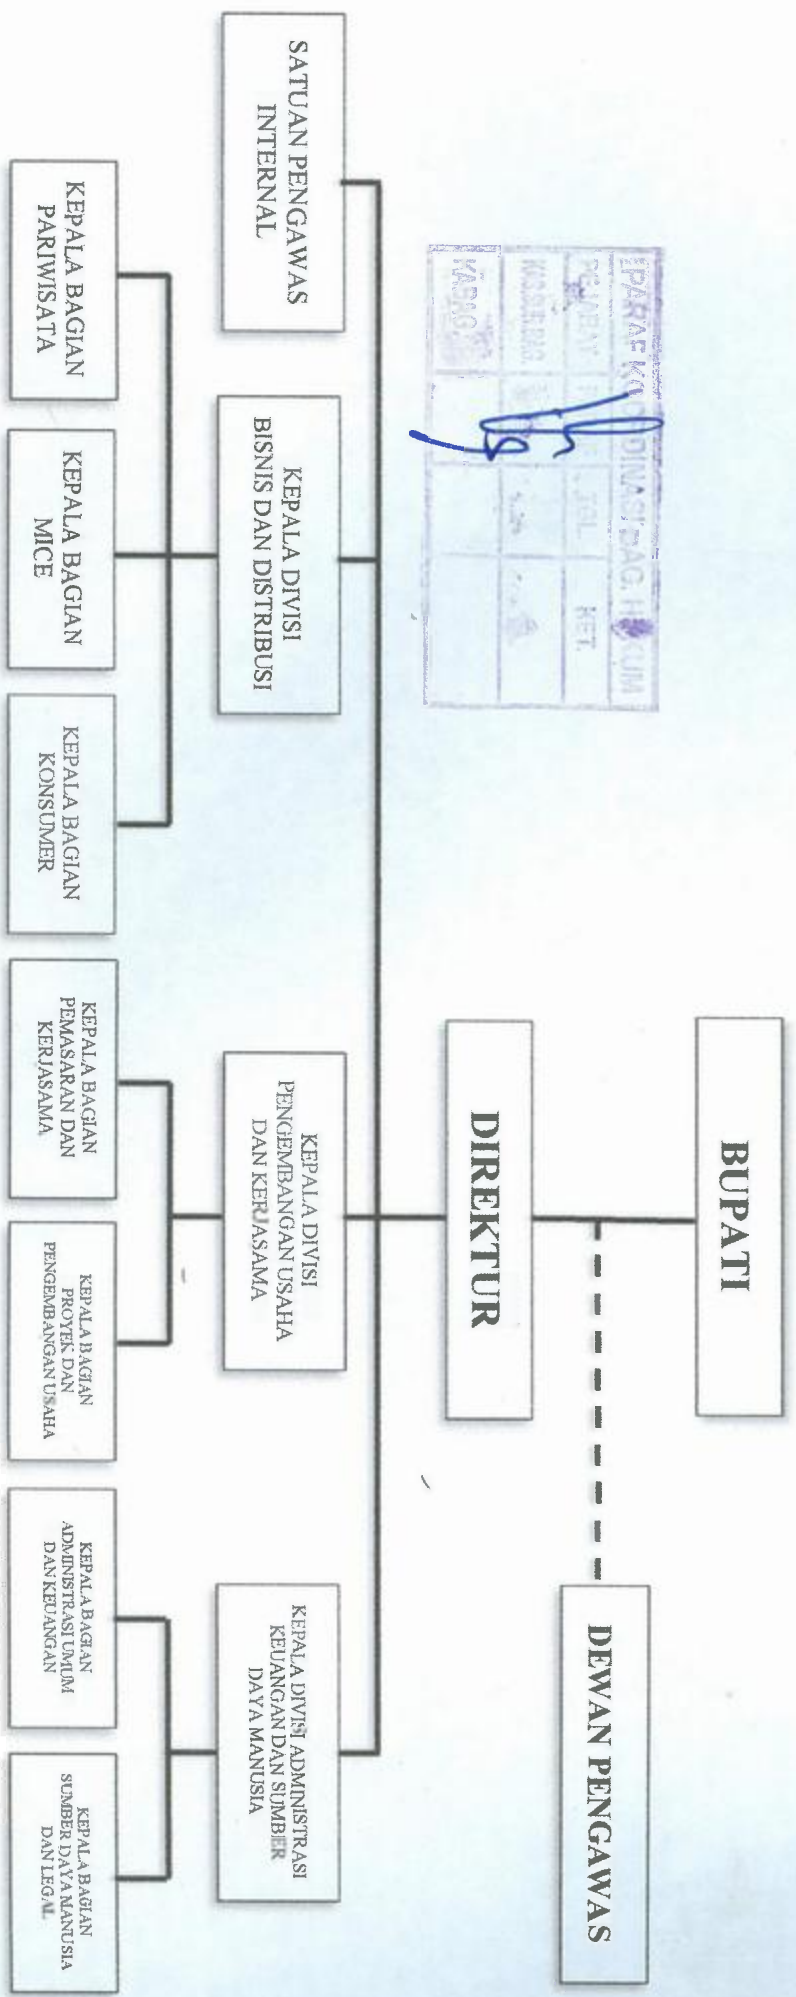 BUPATI
DEWAN PENGAWAS
DIREKTUR
PARAF KOORDINASI BAG. HUKUM
TGL.
KET.
KASUBBAG.
KABAG.
SATUAN PENGAWAS
INTERNAL
KEPALA DIVISI
BISNIS DAN DISTRIBUSI
KEPALA DIVISI
PENGEMBANGAN USAHA
DAN KERJASAMA
KEPALA DIVISI ADMINISTRASI
KEUANGAN DAN SUMBER
DAYA MANUSIA
KEPALA BAGIAN
PARIWISATA
KEPALA BAGIAN
MICE
KEPALA BAGIAN
KONSUMER
KEPALA BAGIAN
PEMASARAN DAN
KERJASAMA
KEPALA BAGIAN
PROYEK DAN
PENGEMBANGAN USAHA
KEPALA BAGIAN
ADMINISTRASI UMUM
DAN KEUANGAN
KEPALA BAGIAN
SUMBER DAYA MANUSIA
DAN LEGAL